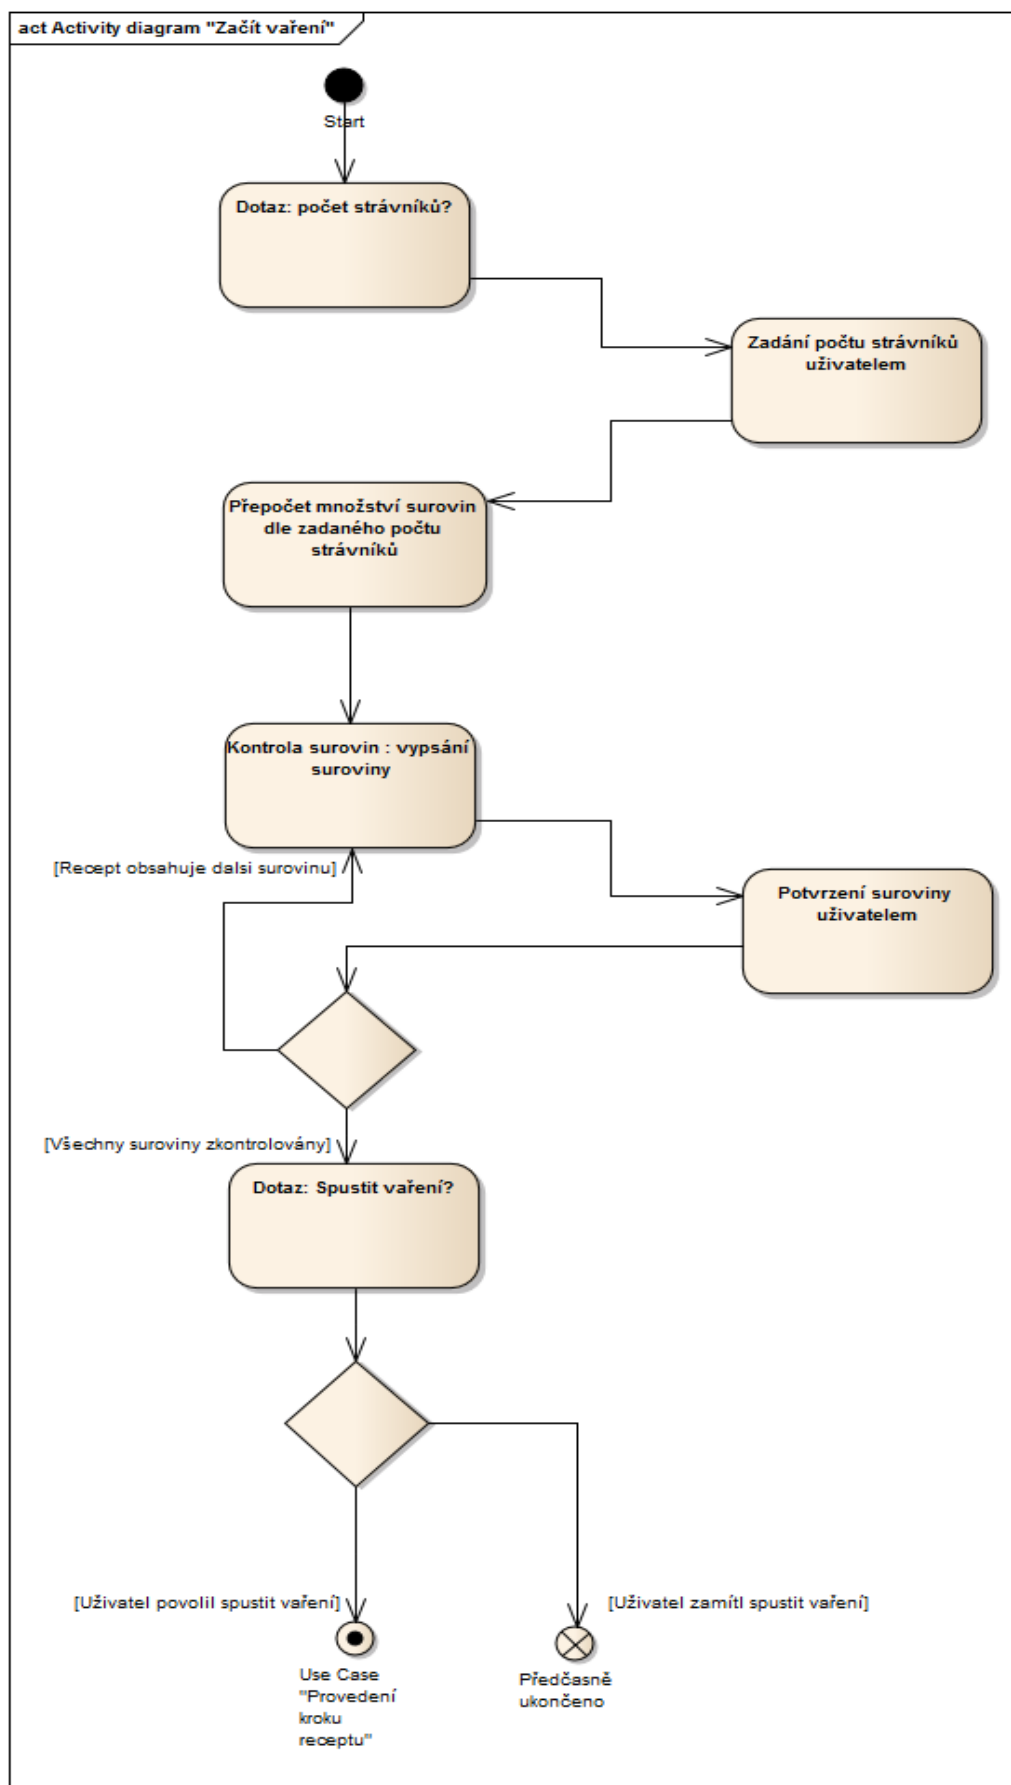 act Activity diagram "Začít vaření"
Start
Dotaz: počet strávníků?
Zadání počtu strávníků
uživatelem
Přepočet množství surovin
dle zadaného počtu
strávníků
Kontrola surovin : vypsání
suroviny
[Recept obsahuje dalsi surovinu]
Potvrzení suroviny
uživatelem
[Všechny suroviny zkontrolovány]
Dotaz: Spustit vaření?
[Uživatel povolil spustit vaření]
[Uživatel zamítl spustit vaření]
Use Case
"Provedení
kroku
receptu"
Předčasně
ukončeno